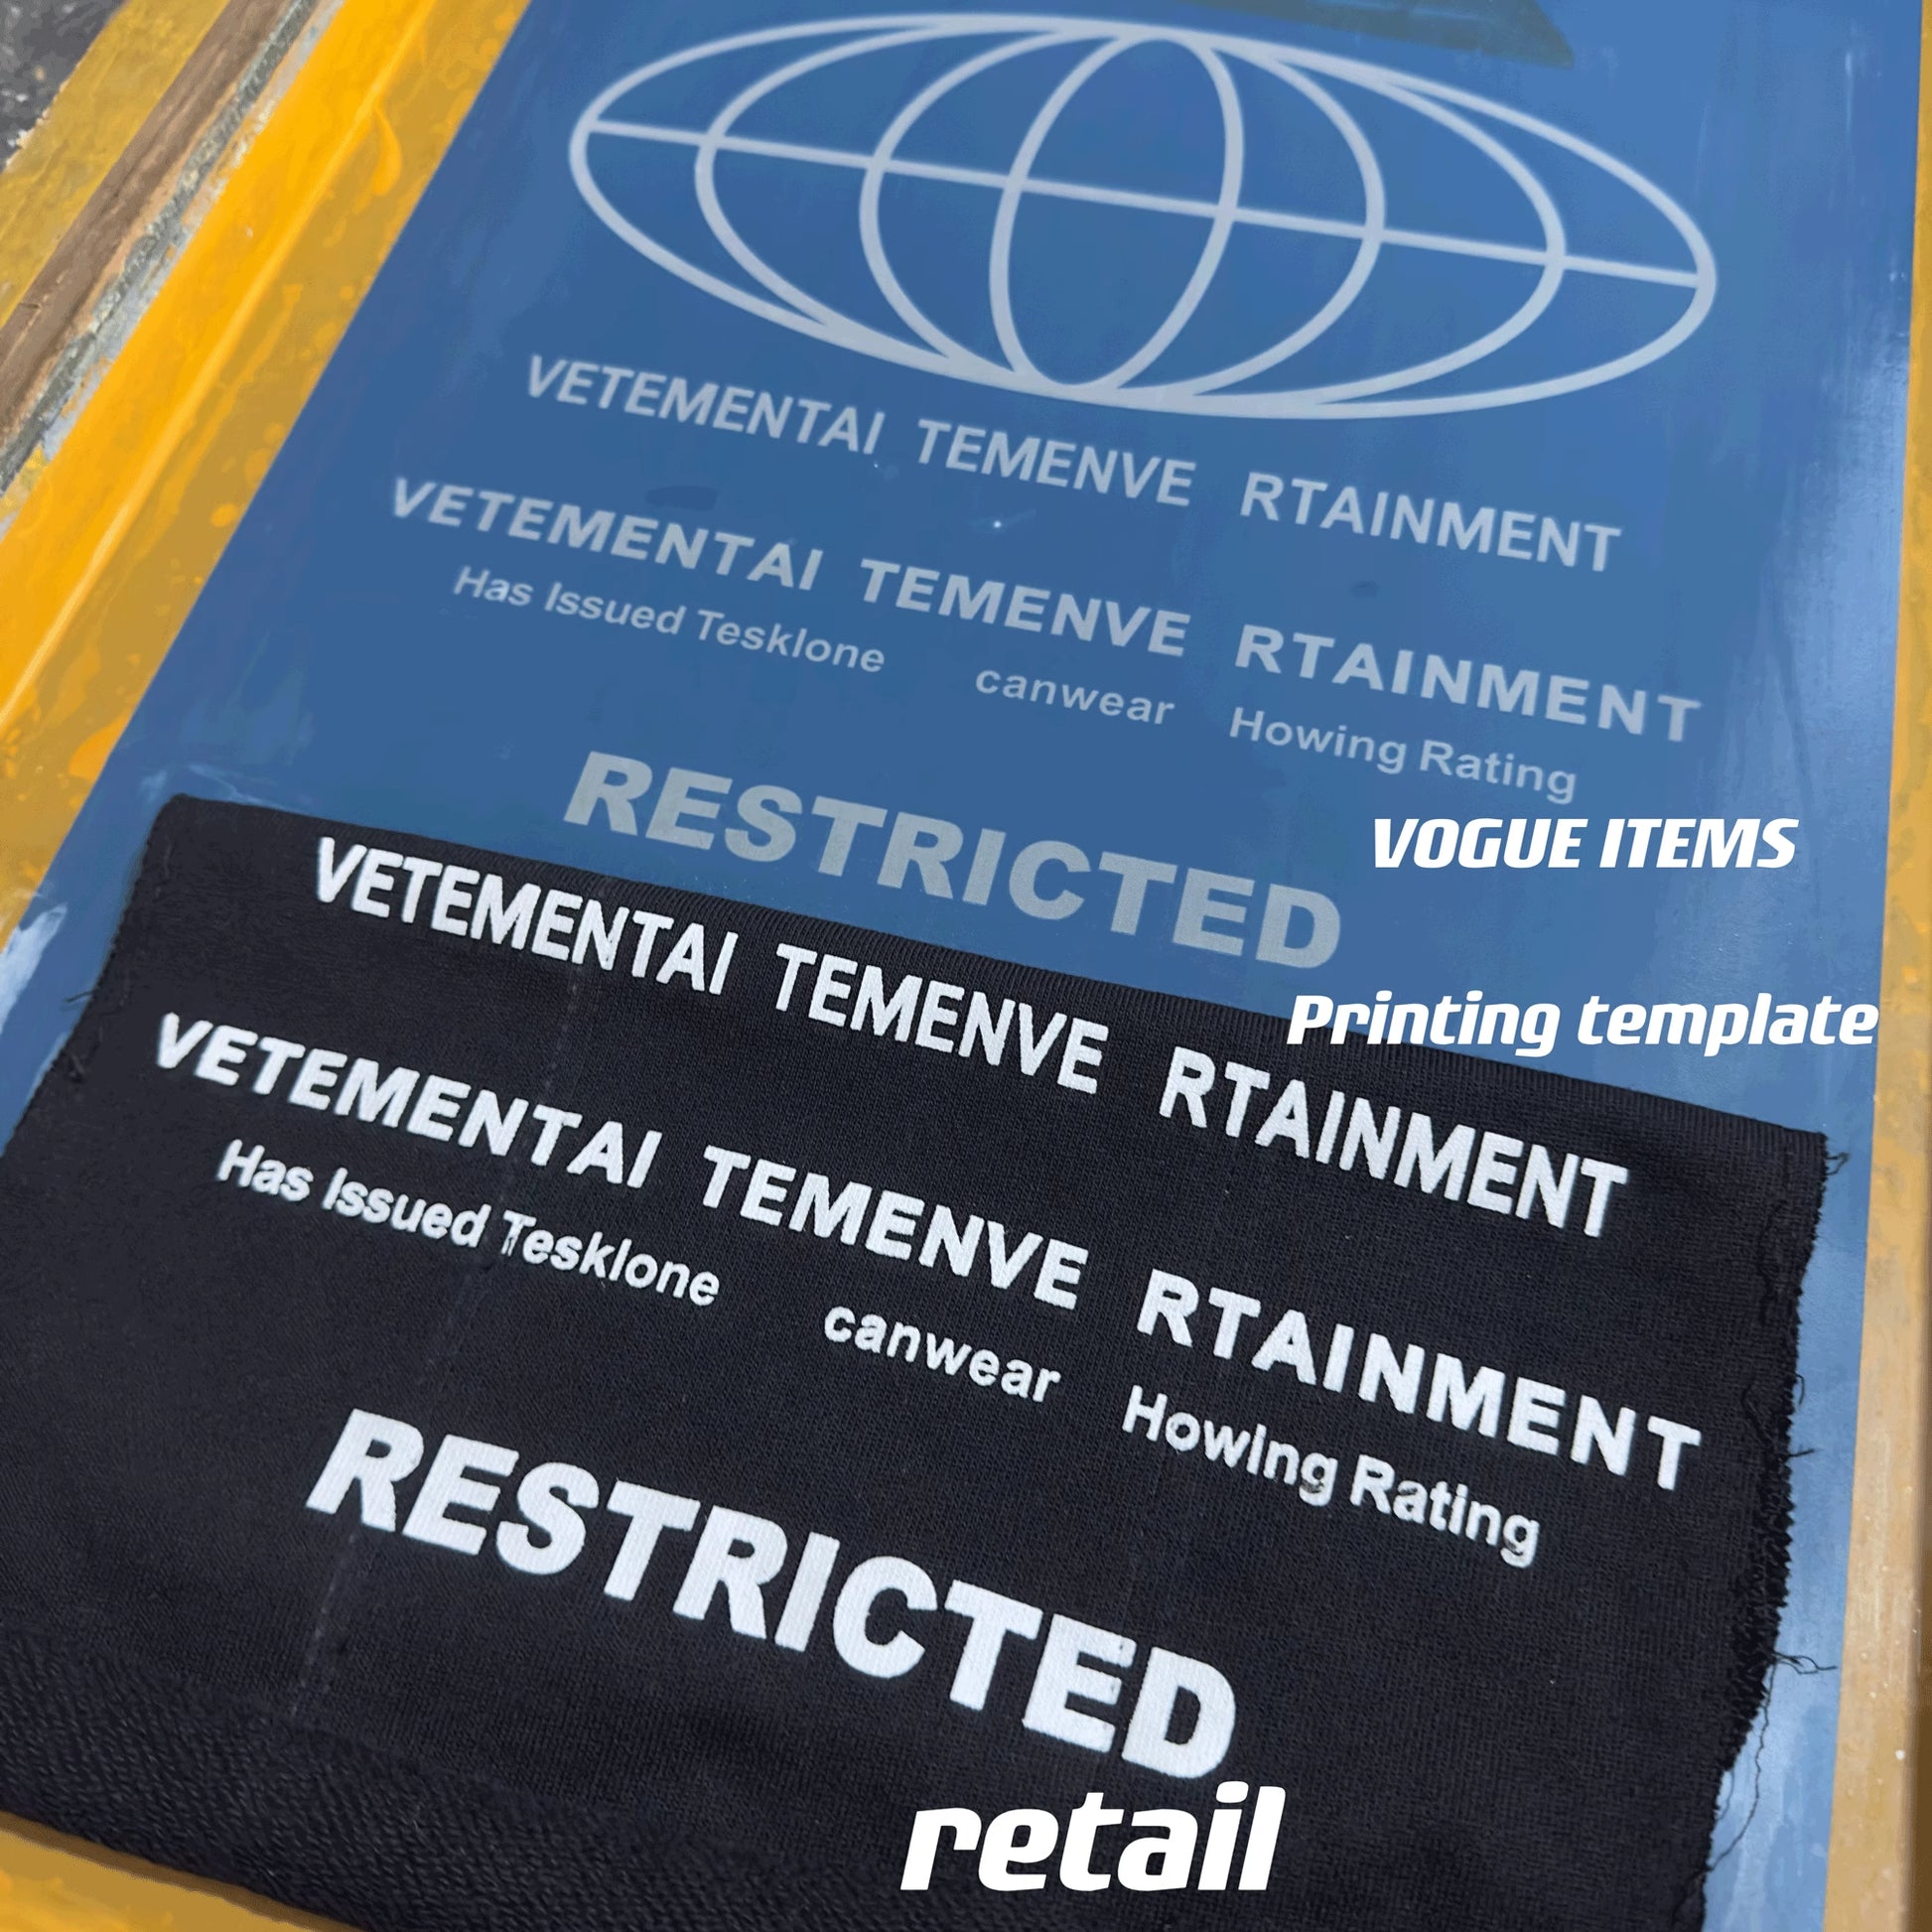 VETEMENTAI TEMENVE RTAINMENT
VETEMENTAI TEMENVE RTAINMENT
Has Issued Tesklone canwear Howing Rating
RESTRICTED
VOGUE ITEMS
Printing template
VETEMENTAI TEMENVE RTAINMENT
VETEMENTAI TEMENVE RTAINMENT
Has Issued Tesklone canwear Howing Rating
RESTRICTED
retail